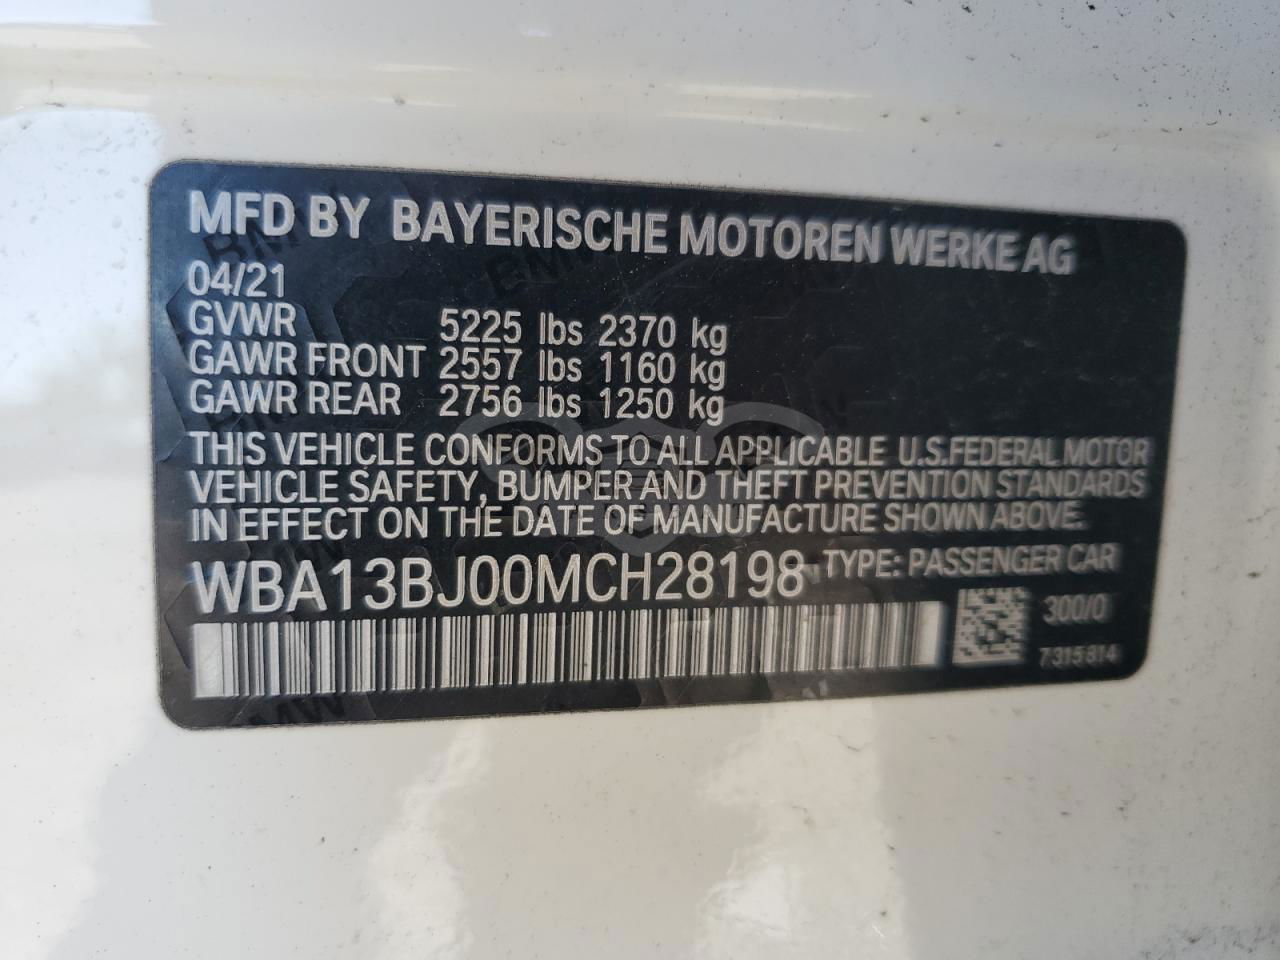 MFD BY BAYERISCHE MOTOREN WERKE AG
04/21
GVWR 5225 lbs 2370 kg
GAWR FRONT 2557 lbs 1160 kg
GAWR REAR 2756 lbs 1250 kg
THIS VEHICLE CONFORMS TO ALL APPLICABLE U.S.FEDERAL MOTOR
VEHICLE SAFETY, BUMPER AND THEFT PREVENTION STANDARDS
IN EFFECT ON THE DATE OF MANUFACTURE SHOWN ABOVE.
WBA13BJ00MCH28198 TYPE: PASSENGER CAR
300/0
7315814